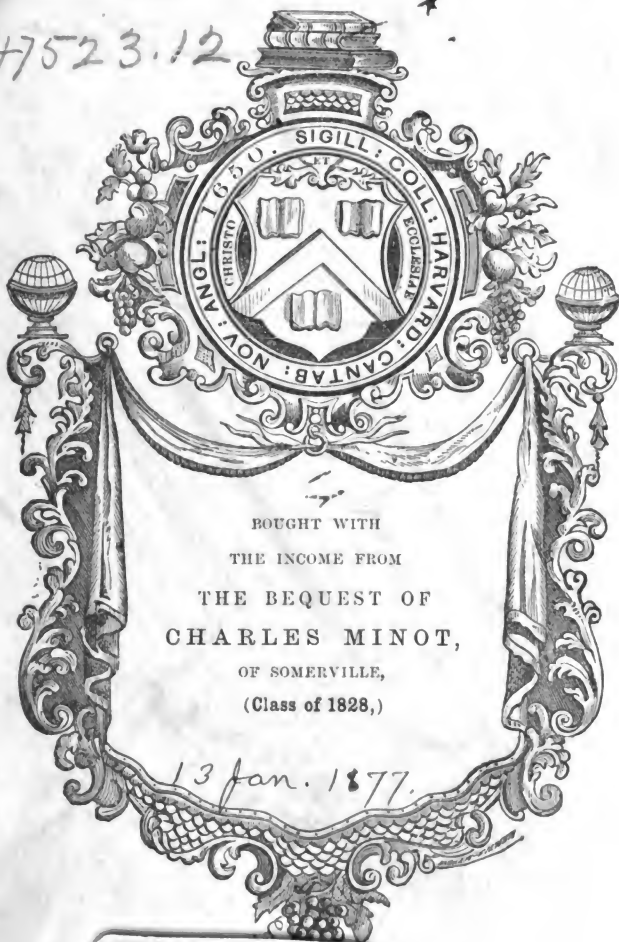 47523.12
SIGILL : COLL : HARVARD : CANTAB : NOV : ANGL : 1650.
CHRISTO
ET
ECCLESIAE
S
BOUGHT WITH
THE INCOME FROM
THE BEQUEST OF
CHARLES MINOT,
OF SOMERVILLE,
(Class of 1828,)
13 Jan. 1877.